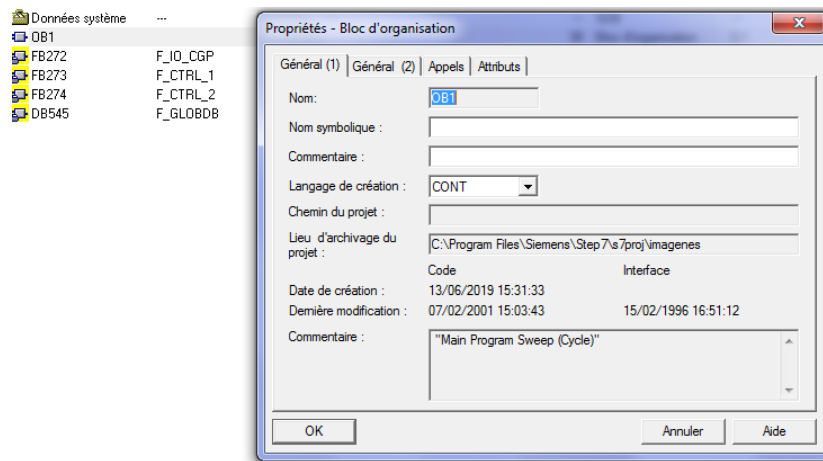 Données système ---
OB1
FB272 F_IO_CGP
FB273 F_CTRL_1
FB274 F_CTRL_2
DB545 F_GLOBDB
Propriétés - Bloc d'organisation
Général (1) Général (2) Appels Attributs
Nom: OB1
Nom symbolique :
Commentaire :
Langage de création : CONT
Chemin du projet :
Lieu d'archivage du
projet : C:\Program Files\Siemens\Step7\s7proj\imagenes
Code Interface
Date de création : 13/06/2019 15:31:33
Dernière modification : 07/02/2001 15:03:43 15/02/1996 16:51:12
Commentaire : "Main Program Sweep (Cycle)"
OK Annuler Aide